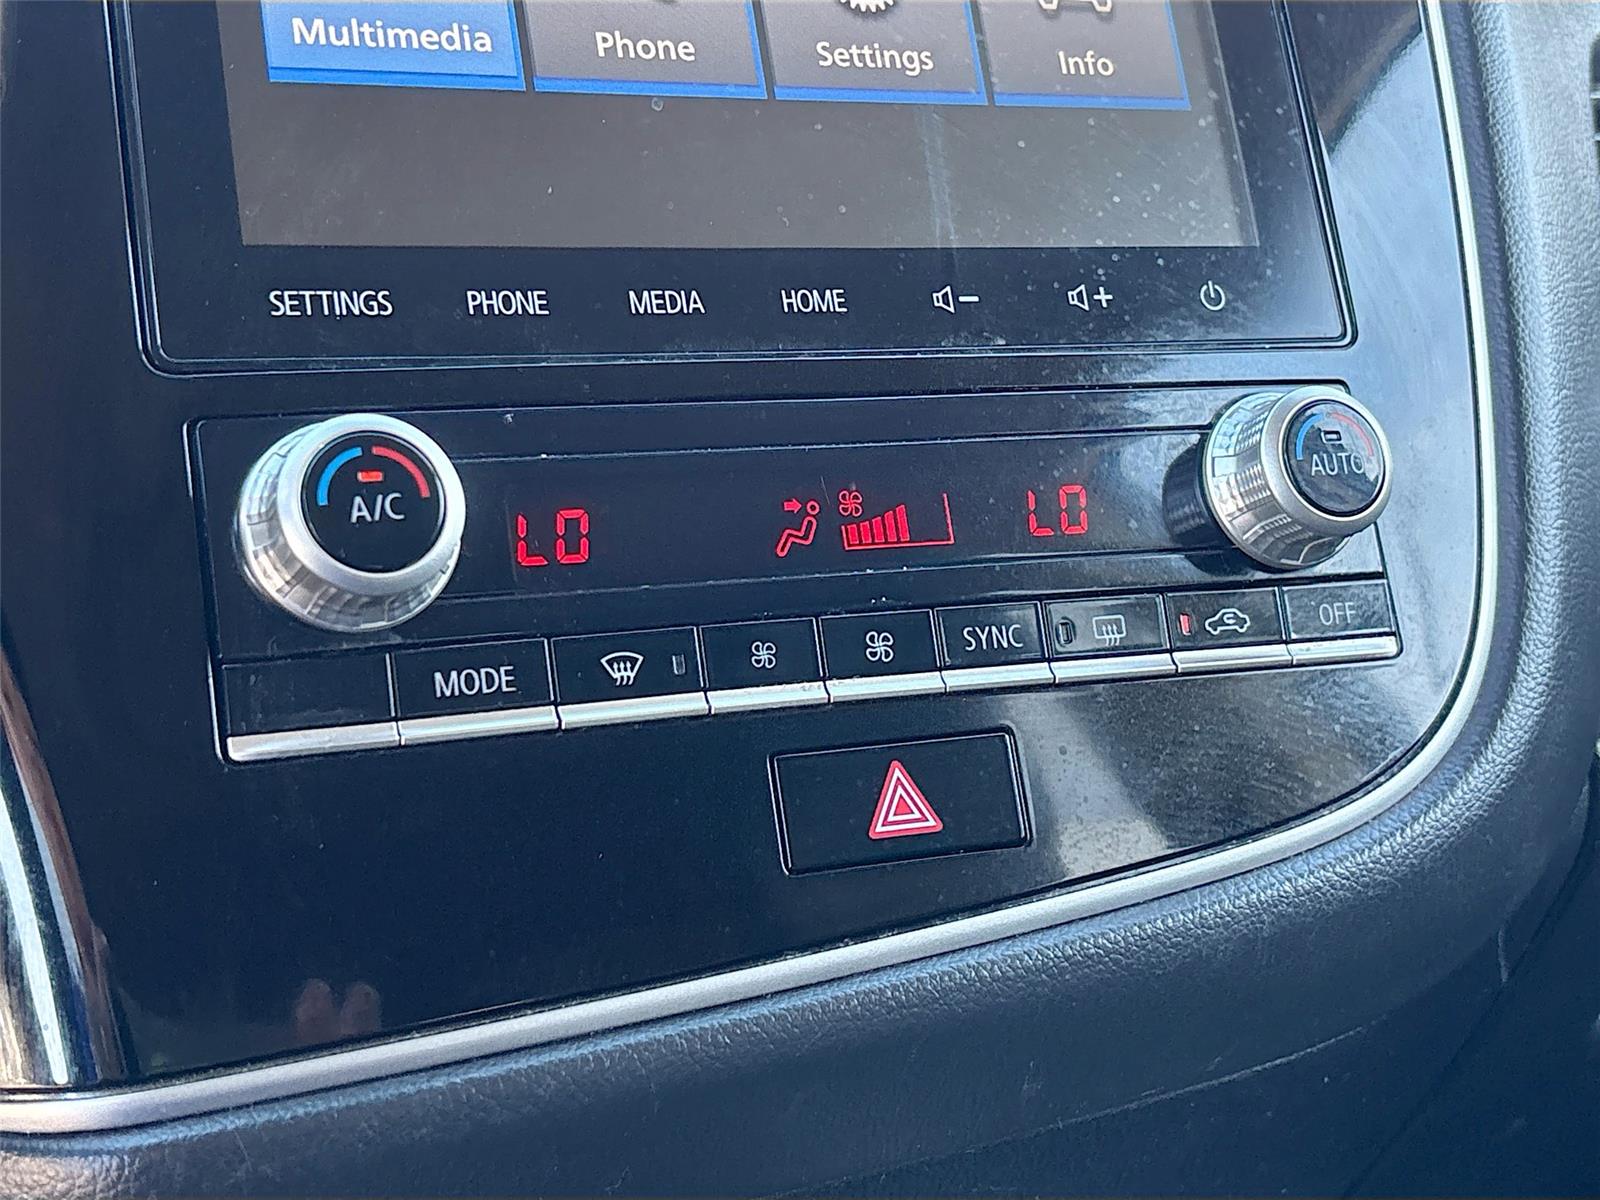 Multimedia Phone Settings Info
SETTINGS PHONE MEDIA HOME
A/C LO LO AUTO
MODE SYNC OFF